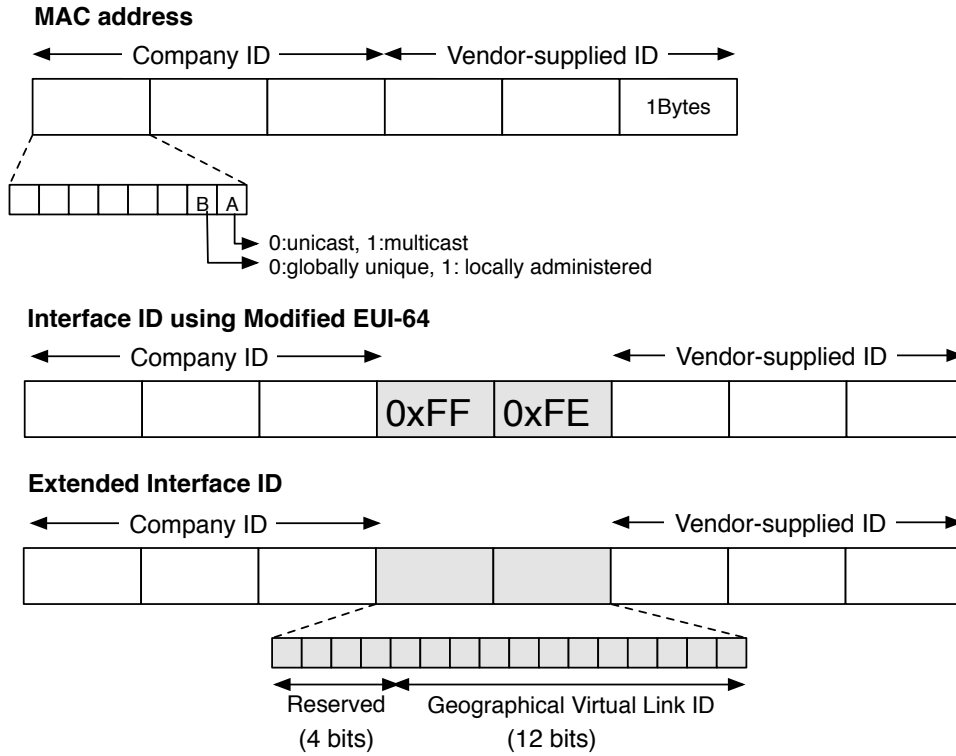 MAC address
Company ID Vendor-supplied ID
1Bytes
B A
0:unicast, 1:multicast
0:globally unique, 1: locally administered
Interface ID using Modified EUI-64
Company ID Vendor-supplied ID
0xFF 0xFE
Extended Interface ID
Company ID Vendor-supplied ID
Reserved Geographical Virtual Link ID
(4 bits) (12 bits)